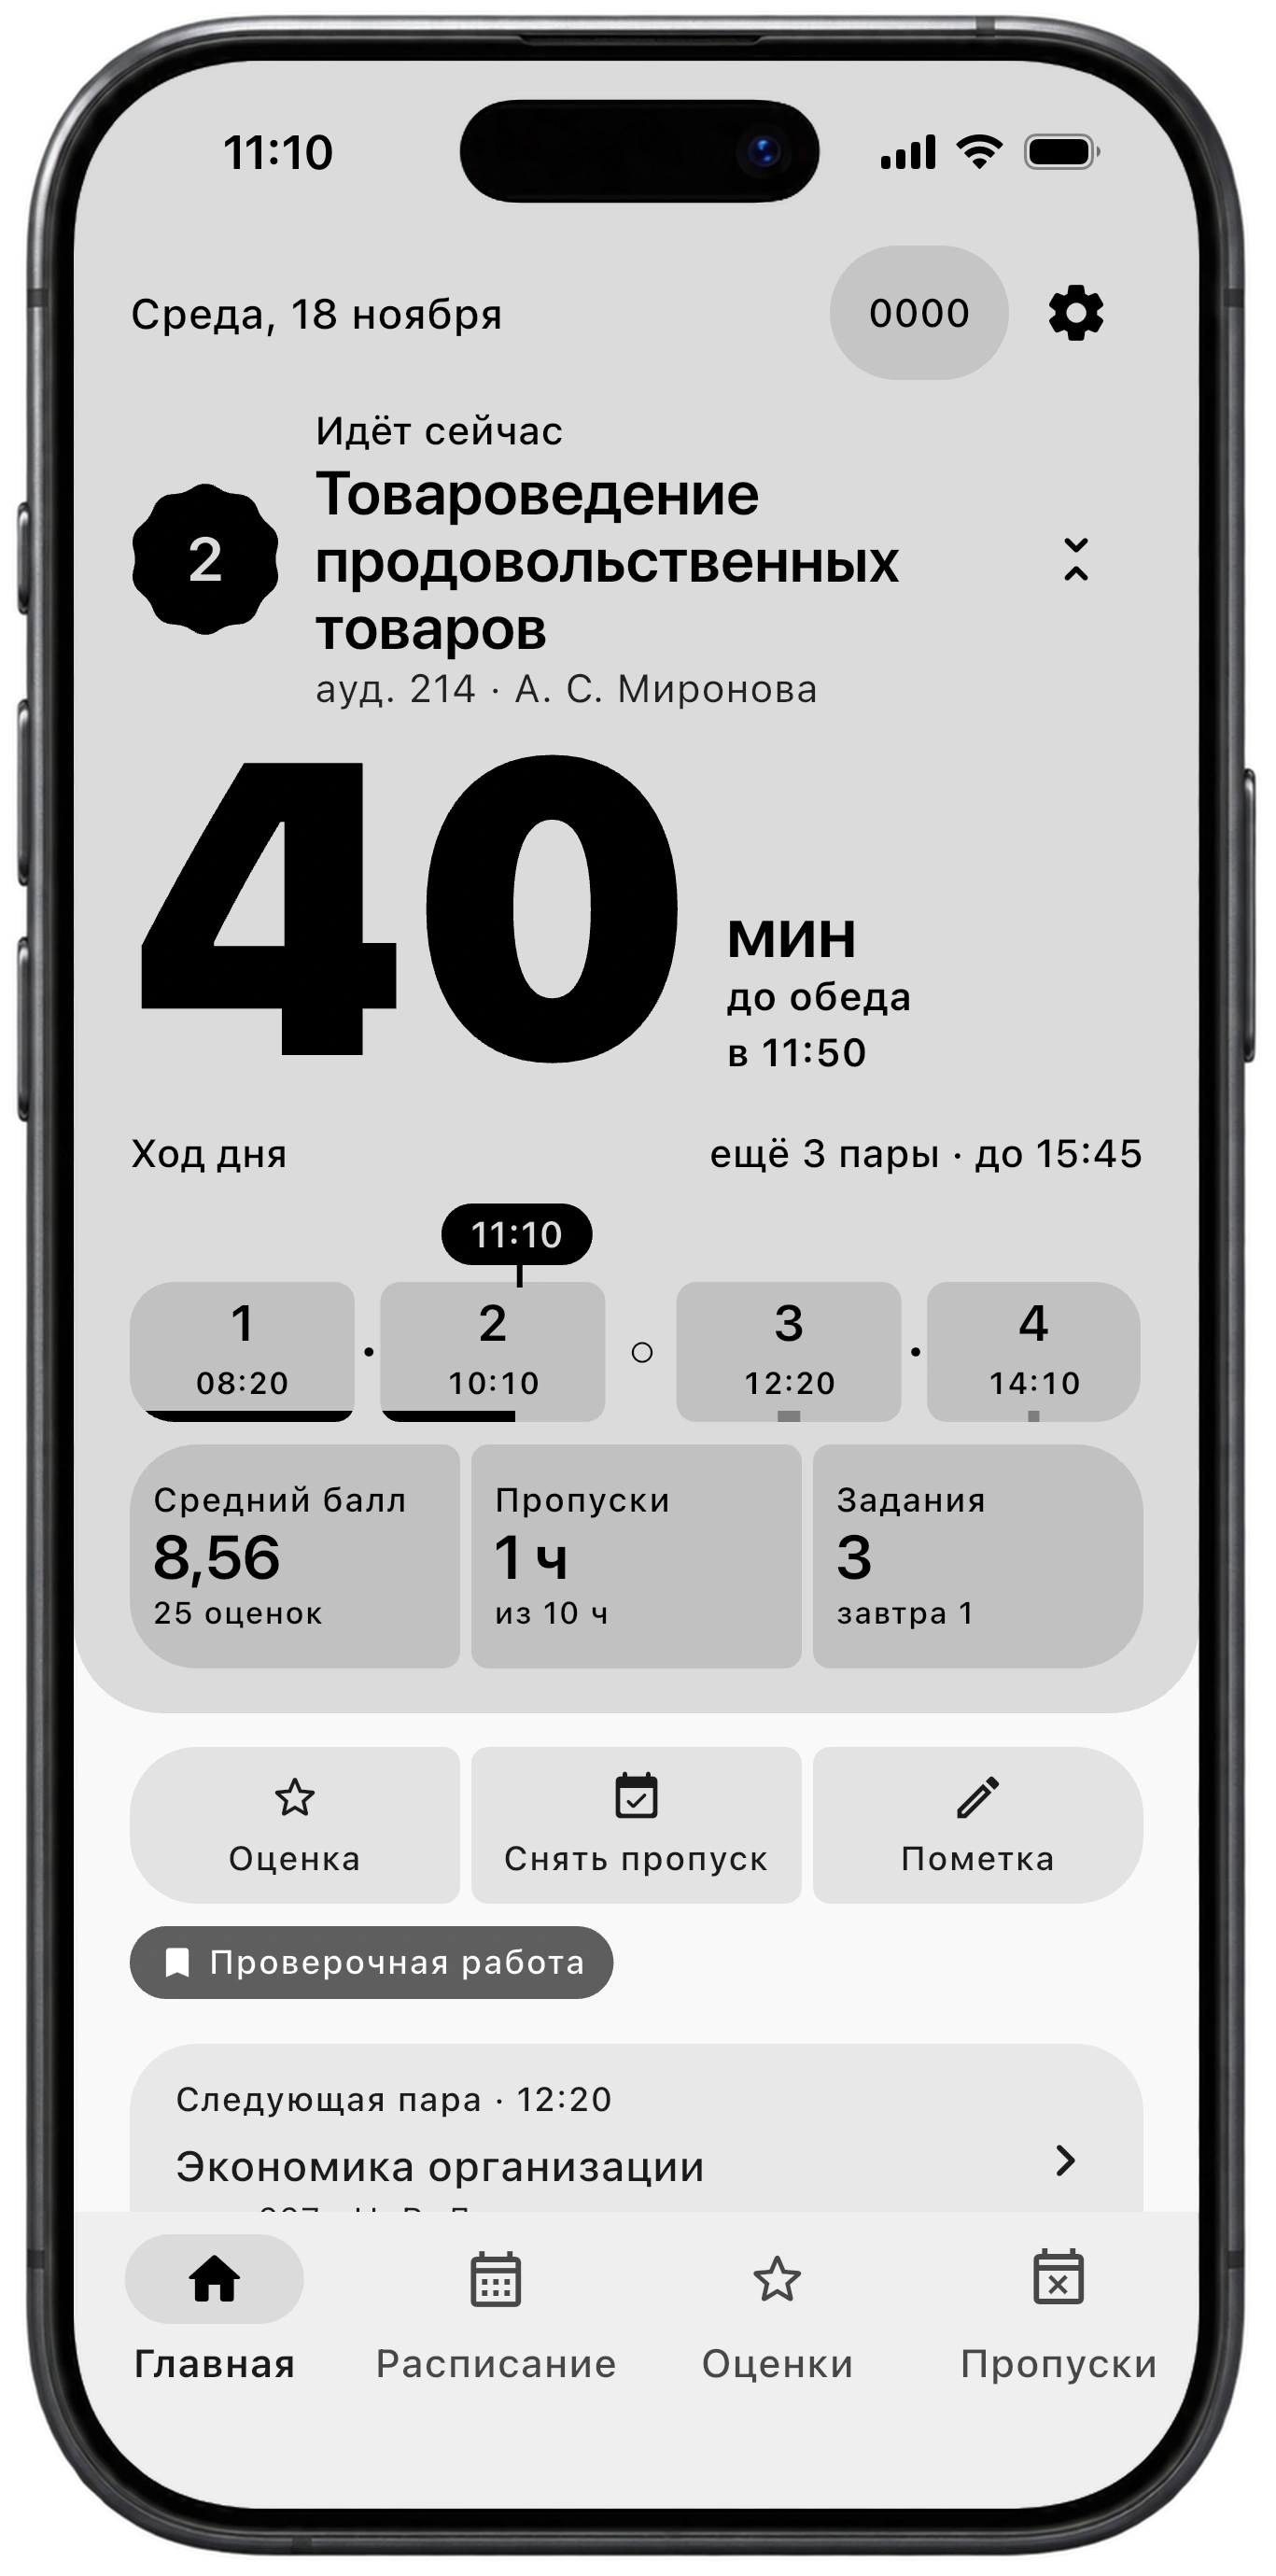 11:10
Среда, 18 ноября
0000
Идёт сейчас
2
Товароведение
продовольственных
товаров
ауд. 214 · А. С. Миронова
40
мин
до обеда
в 11:50
Ход дня
ещё 3 пары · до 15:45
11:10
1
2
3
4
08:20
10:10
12:20
14:10
Средний балл
Пропуски
Задания
8,56
1 ч
3
25 оценок
из 10 ч
завтра 1
Оценка
Снять пропуск
Пометка
Проверочная работа
Следующая пара · 12:20
Экономика организации
Главная
Расписание
Оценки
Пропуски